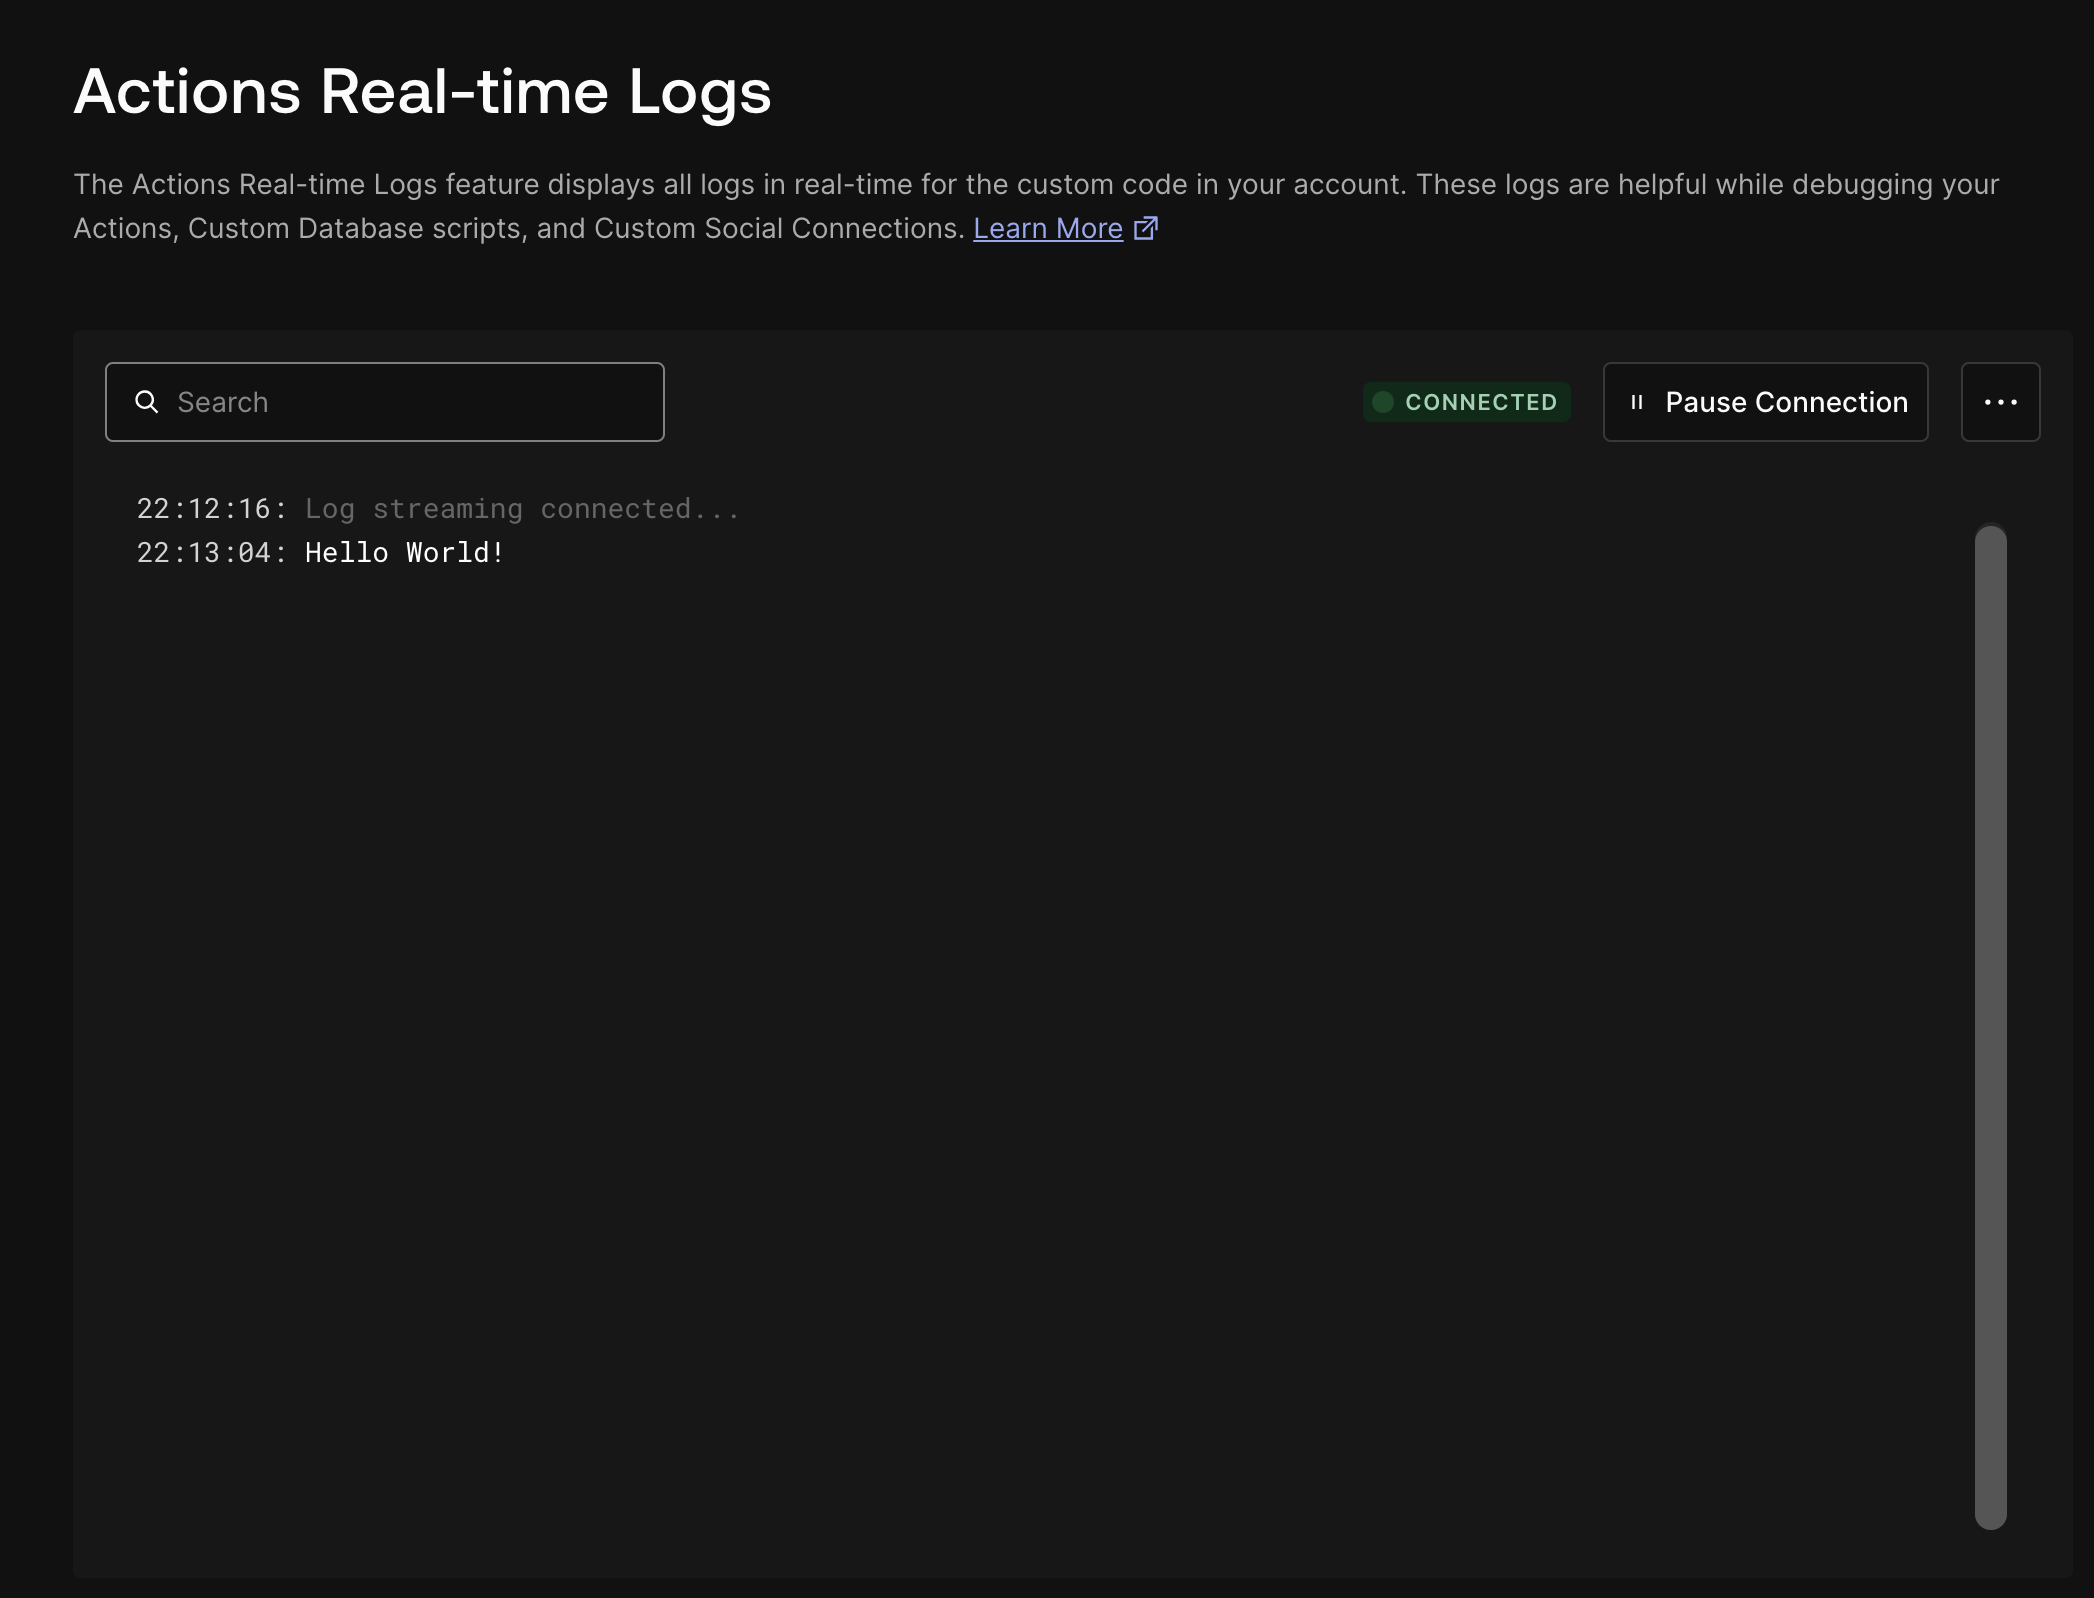 Actions Real-time Logs
The Actions Real-time Logs feature displays all logs in real-time for the custom code in your account. These logs are helpful while debugging your
Actions, Custom Database scripts, and Custom Social Connections. Learn More
Search
CONNECTED
Pause Connection
22:12:16: Log streaming connected...
22:13:04: Hello World!